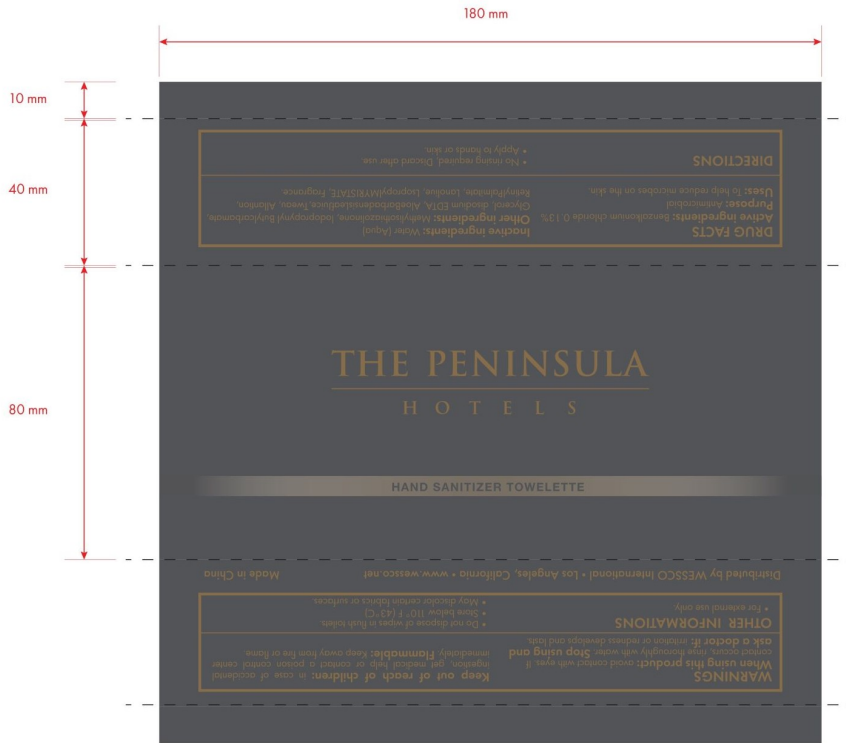 180 mm
10 mm
40 mm
80 mm
DRUG FACTS
Active ingredients: Benzalkonium chloride 0.13%
Purpose: Antimicrobial
Uses: To help reduce microbes on the skin.
Inactive ingredients: Water (Aqua)
Other ingredients:
Glycerol, disodium EDTA, Allantion,
Fragrance
DIRECTIONS
• No rinsing required. Discard after use.
• Apply to hands or skin.
THE PENINSULA
HOTELS
HAND SANITIZER TOWELETTE
WARNINGS
When using this product: avoid contact with eyes. If
contact occurs, rinse thoroughly with water. Stop using and
ask a doctor if: irritation or redness develops and lasts.
Keep out of reach of children: in case of accidental
ingestion, get medical help or contact a poison control center
immediately. Flammable: Keep away from fire or flame.
OTHER INFORMATIONS
• For external use only.
• Do not dispose of wipes in flush toilets.
• Store below 110° F (43°C)
• May discolor certain fabrics or surfaces.
Distributed by WESSCO International • Los Angeles, California • www.wessco.net
Made in China